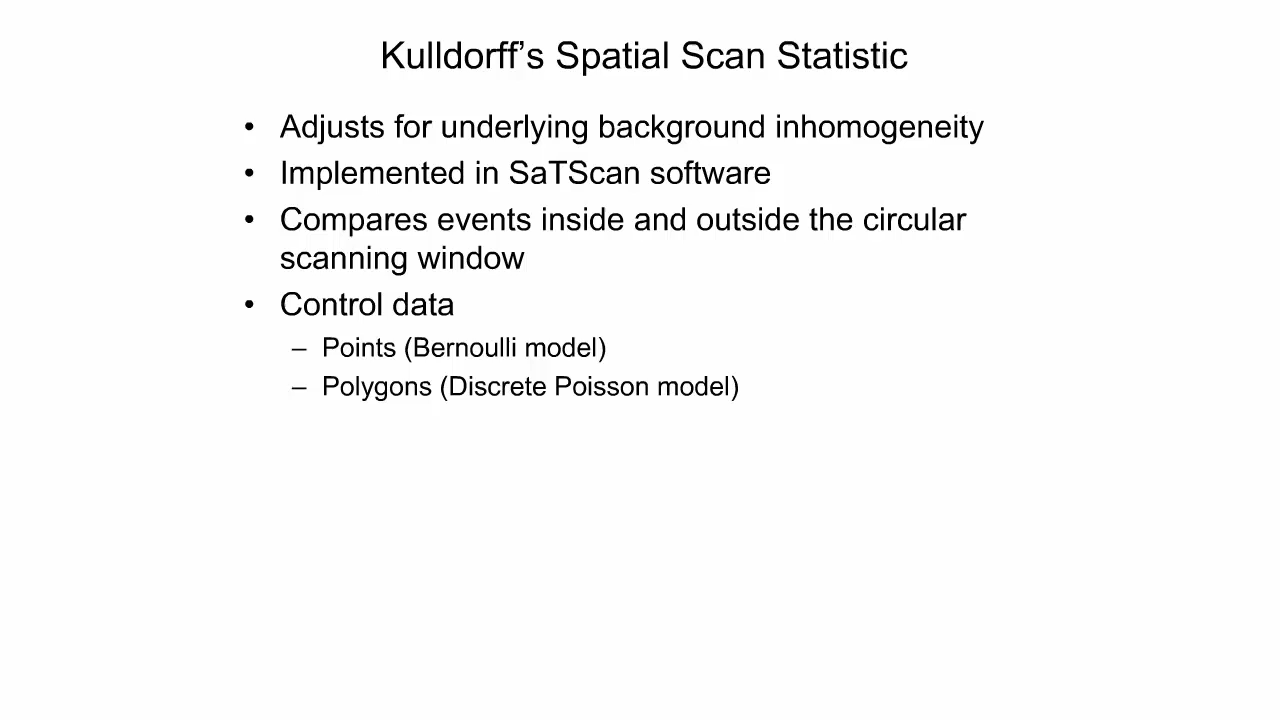 Kulldorff’s Spatial Scan Statistic
• Adjusts for underlying background inhomogeneity
• Implemented in SaTScan software
• Compares events inside and outside the circular
scanning window
• Control data
– Points (Bernoulli model)
– Polygons (Discrete Poisson model)